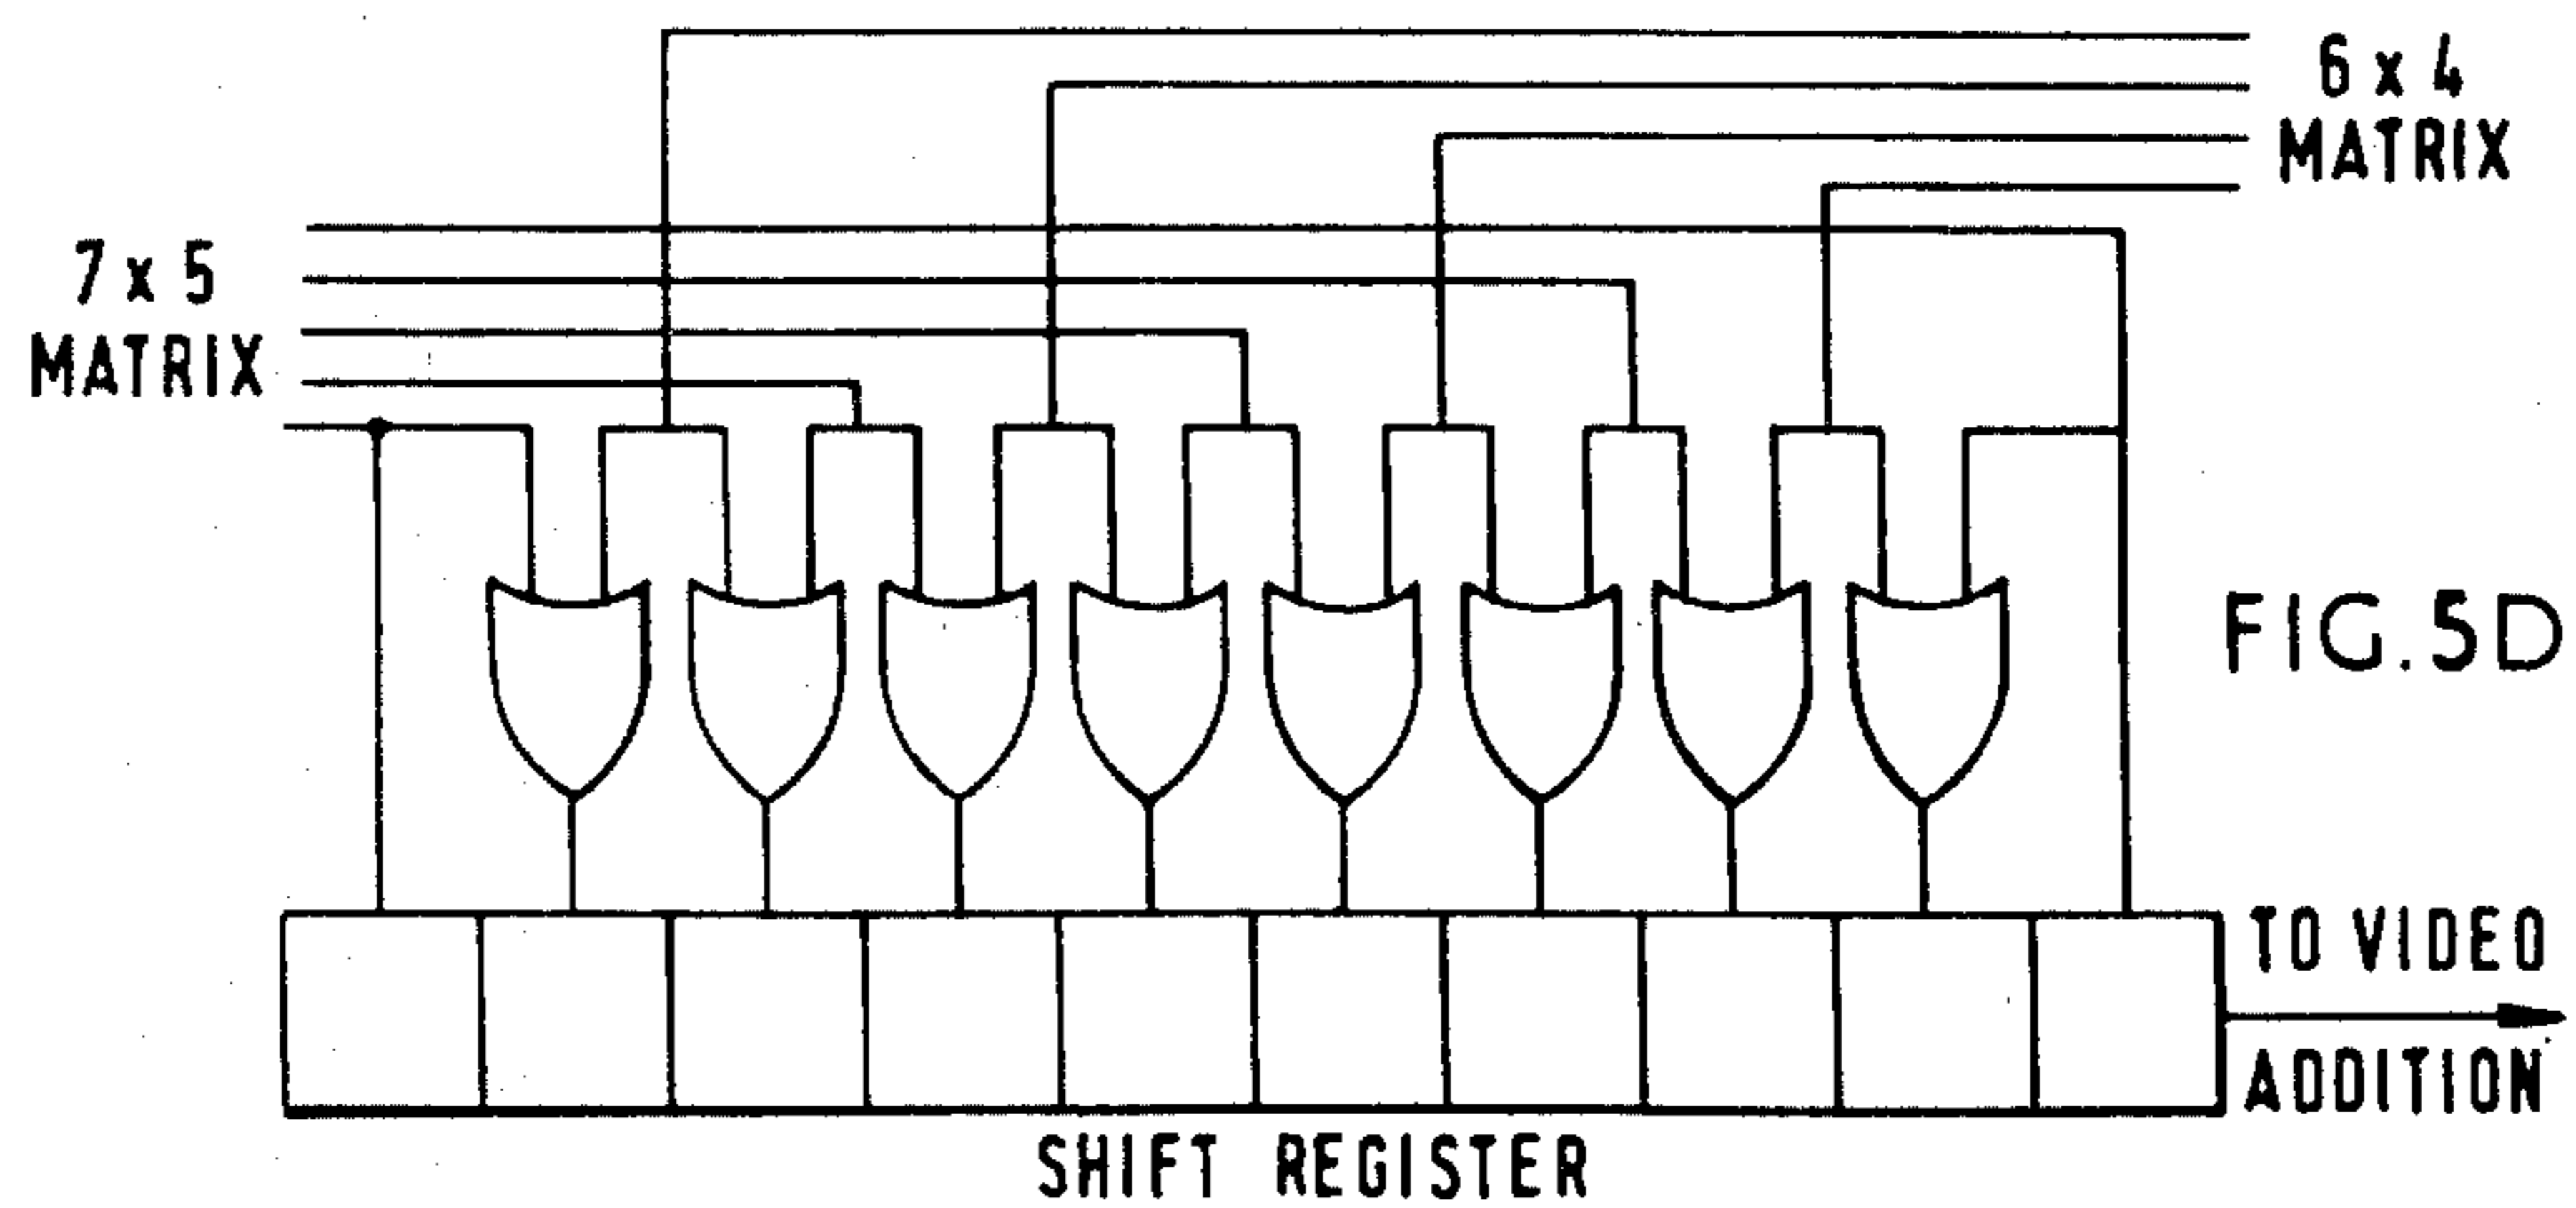 6 x 4
MATRIX
7 x 5
MATRIX
FIG. 5D
TO VIDEO
ADDITION
SHIFT REGISTER